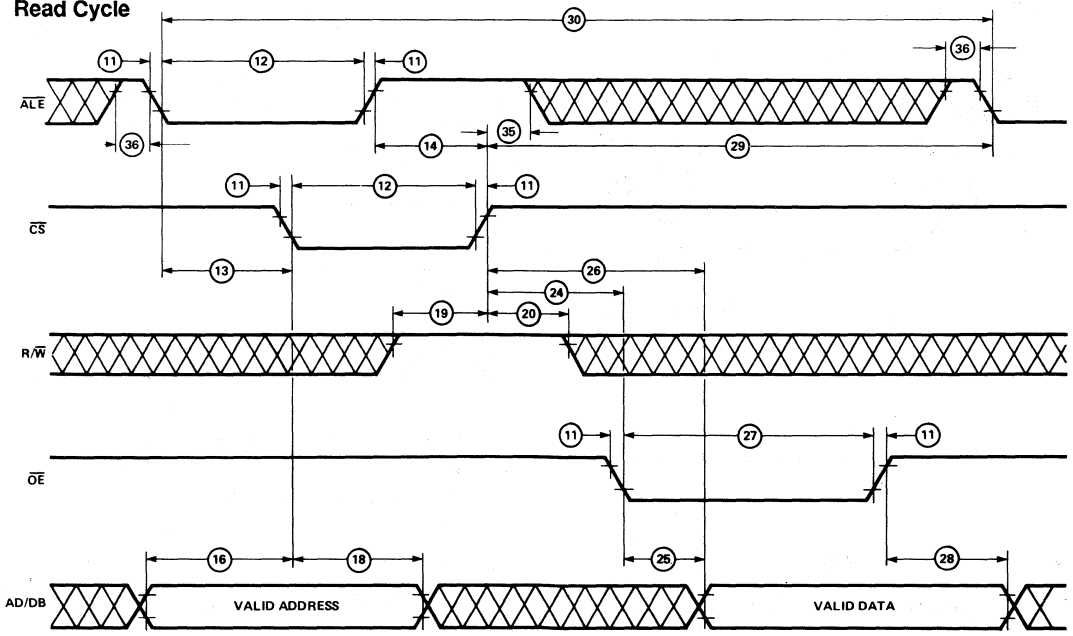 Read Cycle
30
11 12 11 36
ALE
36 14 35 29
11 12 11
CS
13 26
24
19 20
R/W
11 27 11
OE
16 18 25 28
AD/DB VALID ADDRESS VALID DATA